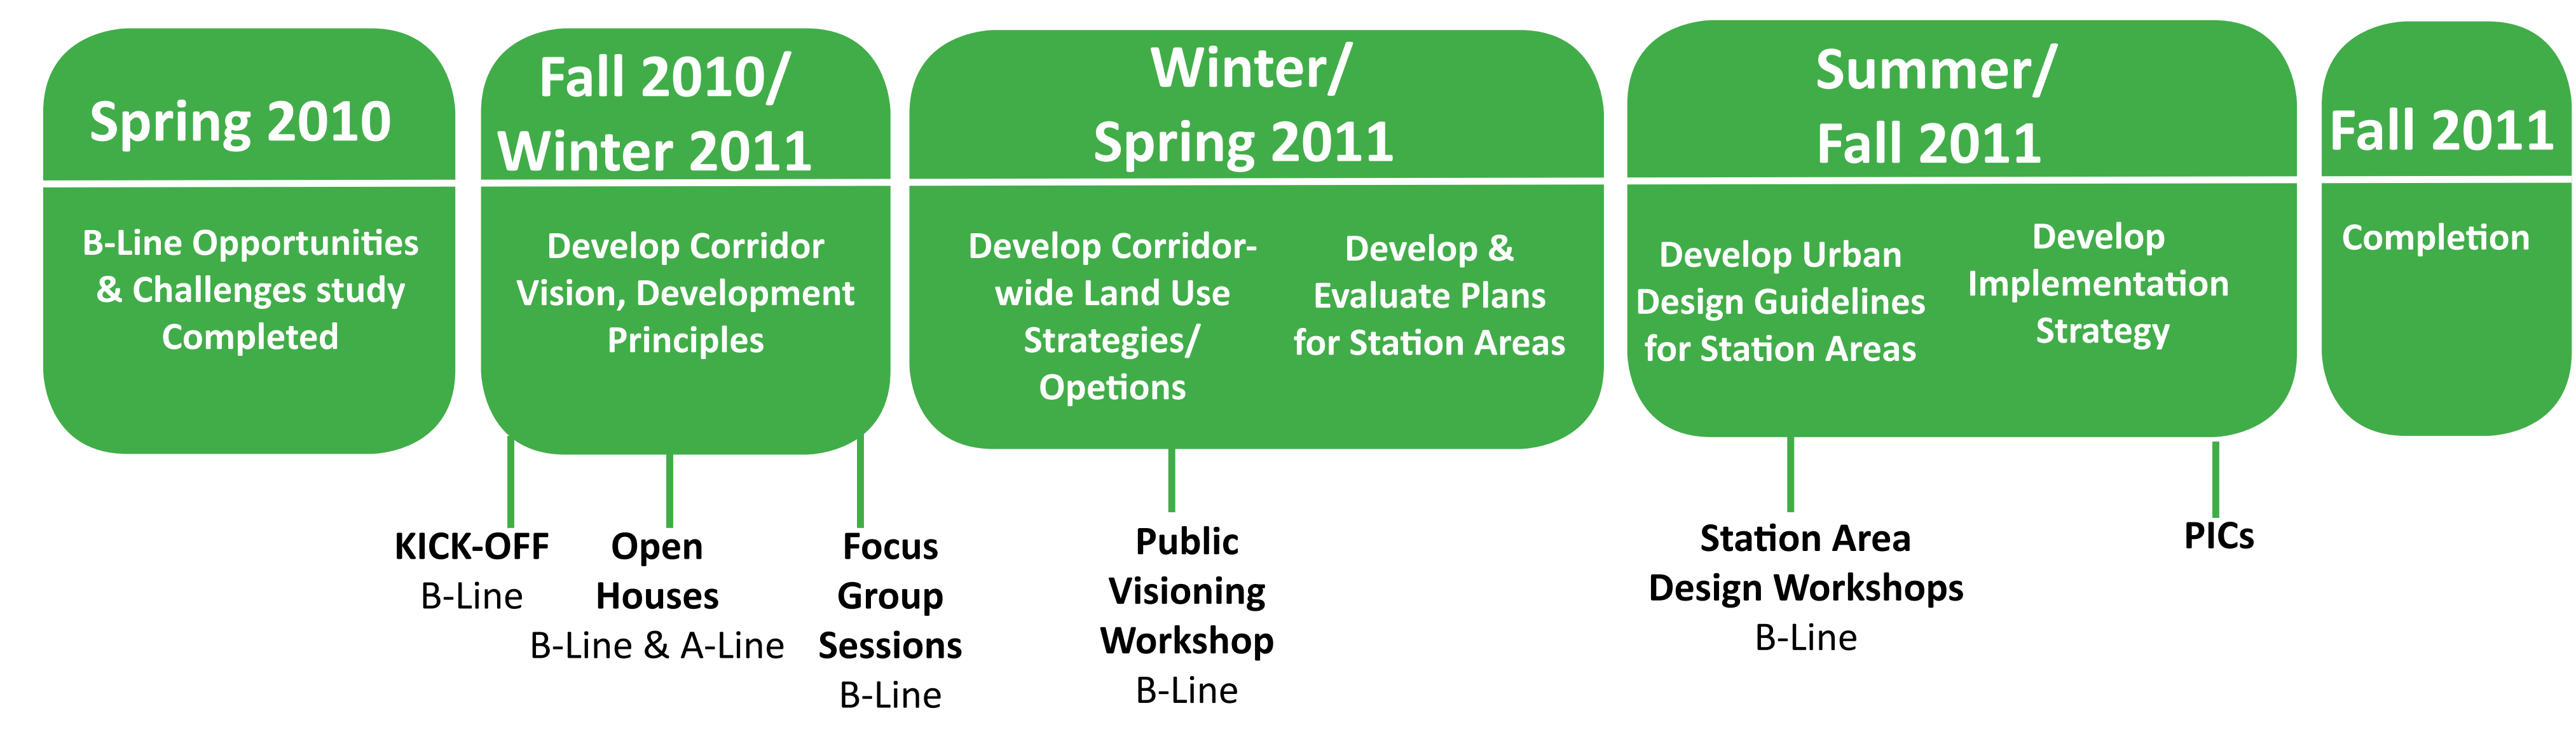 Spring 2010
B-Line Opportunities
& Challenges study
Completed
Fall 2010/
Winter 2011
Develop Corridor
Vision, Development
Principles
Winter/
Spring 2011
Develop Corridor-
wide Land Use
Strategies/
Opetions
Develop &
Evaluate Plans
for Station Areas
Summer/
Fall 2011
Develop Urban
Design Guidelines
for Station Areas
Develop
Implementation
Strategy
Fall 2011
Completion
KICK-OFF
B-Line
Open
Houses
B-Line & A-Line
Focus
Group
Sessions
B-Line
Public
Visioning
Workshop
B-Line
Station Area
Design Workshops
B-Line
PICs